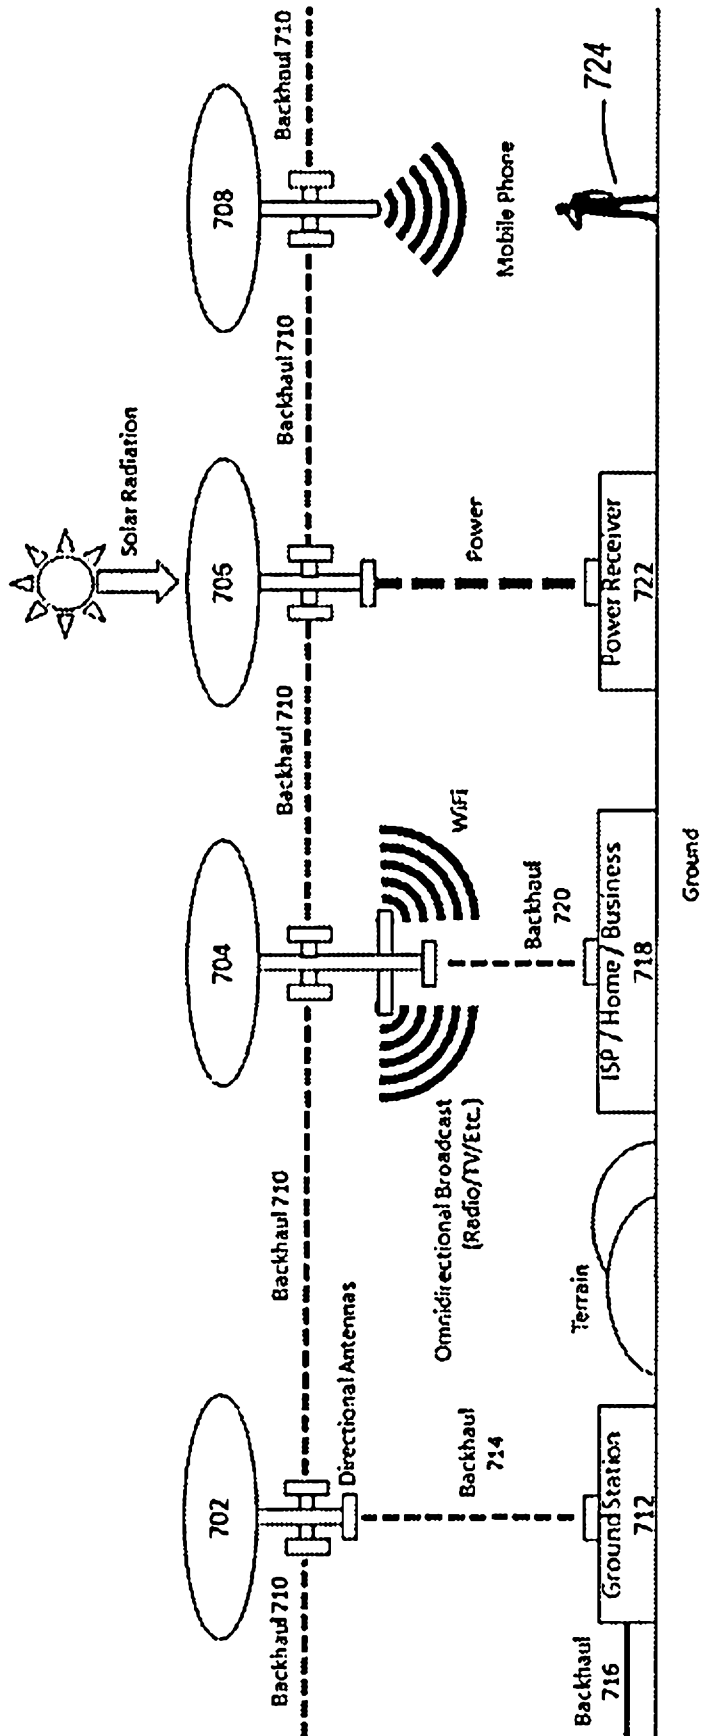 Solar Radiation
702
704
706
708
Backhaul 710
Backhaul 710
Backhaul 710
Backhaul 710
Backhaul 710
Directional Antennas
Omnidirectional Broadcast
(Radio/TV/Etc.)
WiFi
Backhaul
714
Backhaul
720
Power
Mobile Phone
Terrain
724
Backhaul
716
Ground Station
712
ISP / Home / Business
718
Power Receiver
722
Ground